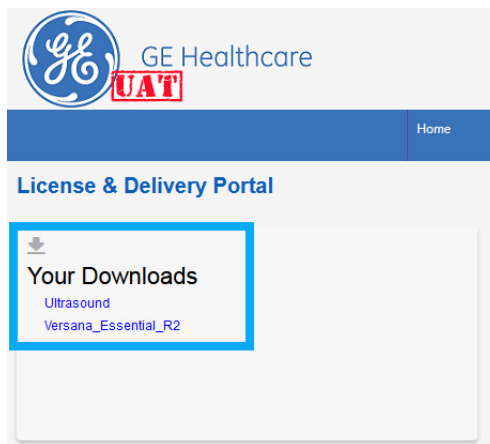 GE
GE Healthcare
UAT
Home
License & Delivery Portal
Your Downloads
Ultrasound
Versana_Essential_R2